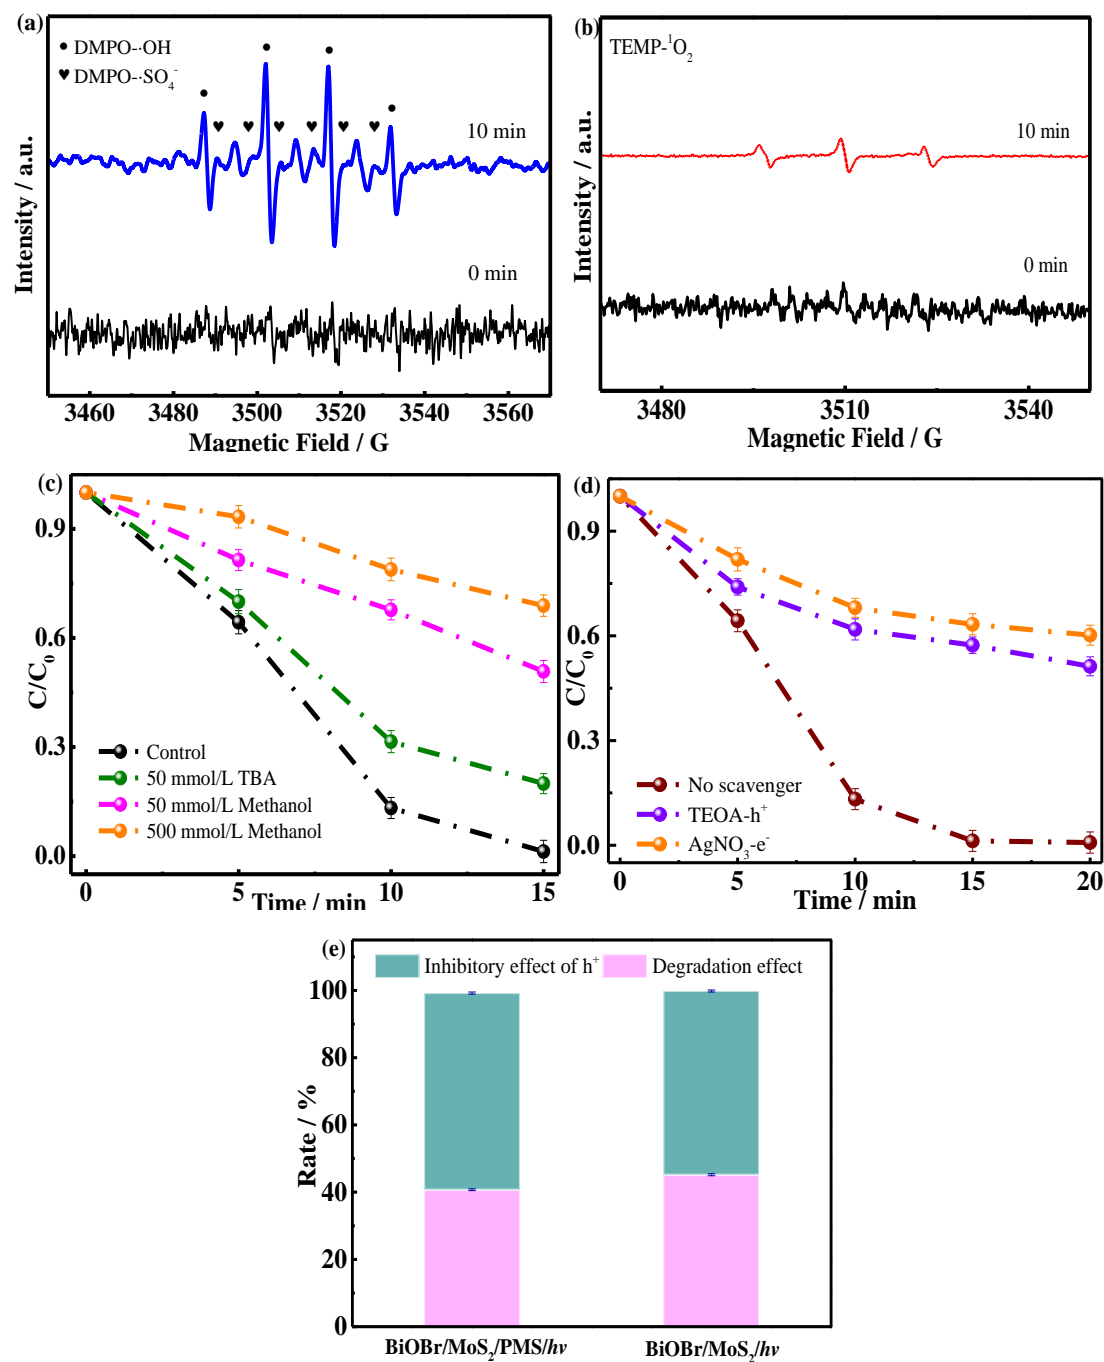 (a)
• DMPO-·OH
♥ DMPO-·SO₄⁻
10 min
0 min
Intensity / a.u.
3460 3480 3500 3520 3540 3560
Magnetic Field / G
(b)
TEMP-¹O₂
10 min
0 min
Intensity / a.u.
3480 3510 3540
Magnetic Field / G
(c)
C/C₀
0.9
0.6
0.3
0.0
Control
50 mmol/L TBA
50 mmol/L Methanol
500 mmol/L Methanol
0 5 10 15
Time / min
(d)
C/C₀
0.9
0.6
0.3
0.0
No scavenger
TEOA-h⁺
AgNO₃-e⁻
0 5 10 15 20
Time / min
(e)
Inhibitory effect of h⁺ Degradation effect
Rate / %
100
80
60
40
20
0
BiOBr/MoS₂/PMS/hν BiOBr/MoS₂/hν